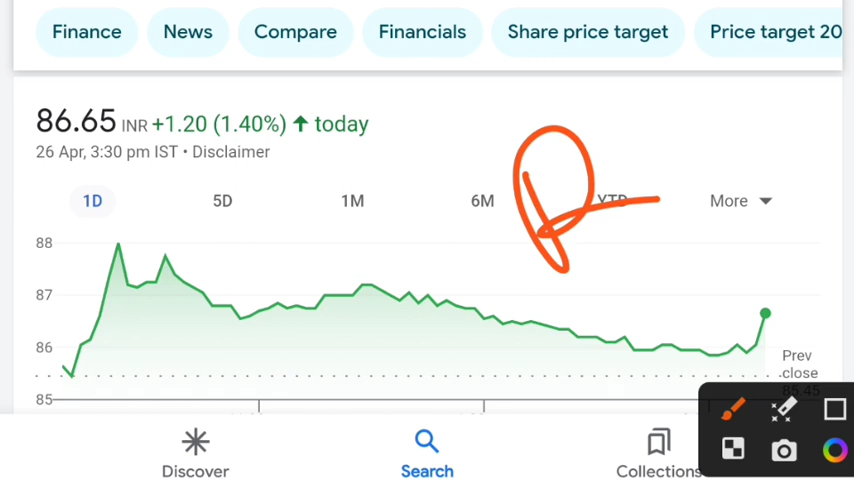 Finance News Compare Financials Share price target Price target 20
86.65 INR +1.20 (1.40%) ↑ today
26 Apr, 3:30 pm IST • Disclaimer
1D 5D 1M 6M YTD More
88
87
86
Prev
close
85.45
85
Discover Search Collections